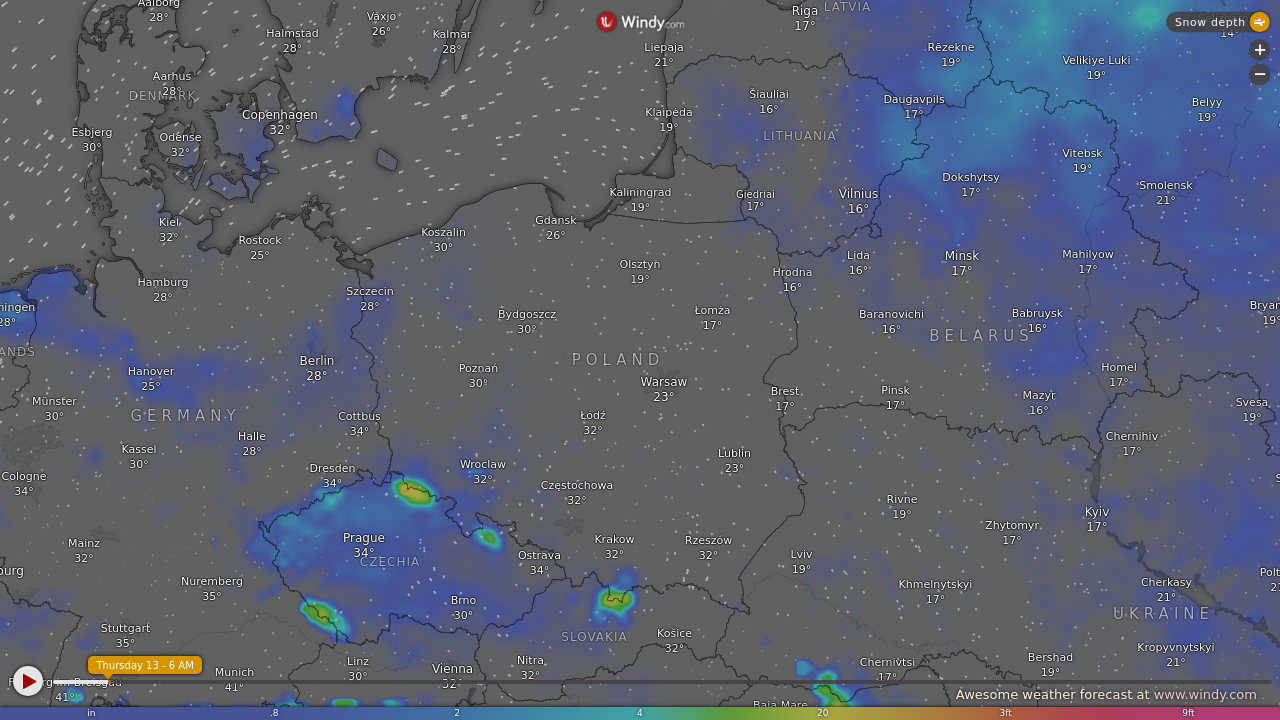 Aalborg
28°
Växjo
26°
Halmstad
28°
Kalmar
28°
Windy.com
Liepaja
21°
Riga
17°
LATVIA
Rēzekne
19°
Snow depth
14°
Velikiye Luki
19°
Aarhus
28°
DENMARK
Copenhagen
32°
Esbjerg
30°
Odense
32°
Klaipėda
19°
Šiauliai
16°
LITHUANIA
Daugavpils
17°
Belyy
19°
Vitebsk
19°
Dokshytsy
17°
Smolensk
21°
Kaliningrad
19°
Giedriai
17°
Vilnius
16°
Kiel
32°
Rostock
25°
Koszalin
30°
Gdansk
26°
Olsztyn
19°
Hrodna
16°
Lida
16°
Minsk
17°
Mahilyow
17°
Hamburg
28°
Szczecin
28°
ningen
28°
Bydgoszcz
30°
Łomża
17°
Baranovichi
16°
BELARUS
Babruysk
16°
Bryan
19°
ANDS
Hanover
25°
Berlin
28°
Poznań
30°
POLAND
Warsaw
23°
Brest
17°
Pinsk
17°
Mazyr
16°
Homel
17°
Münster
30°
GERMANY
Cottbus
34°
Łódź
32°
Svesa
19°
Kassel
30°
Halle
28°
Dresden
34°
Wroclaw
32°
Lublin
23°
Chernihiv
17°
Cologne
34°
Częstochowa
32°
Rivne
19°
Kyiv
17°
Zhytomyr
17°
Mainz
32°
Prague
34°
CZECHIA
Ostrava
34°
Krakow
32°
Rzeszow
32°
Lviv
19°
burg
Nuremberg
35°
Brno
30°
Khmelnytskyi
17°
Cherkasy
21°
Polt
UKRAINE
Stuttgart
35°
SLOVAKIA
Košice
32°
Kropyvnytskyi
21°
Thursday 13 - 6 AM
Munich
41°
Linz
30°
Vienna
32°
Nitra
32°
Chernivtsi
17°
Bershad
19°
41°
Baia Mare
Awesome weather forecast at www.windy.com
in .8 2 4 20 3ft 9ft